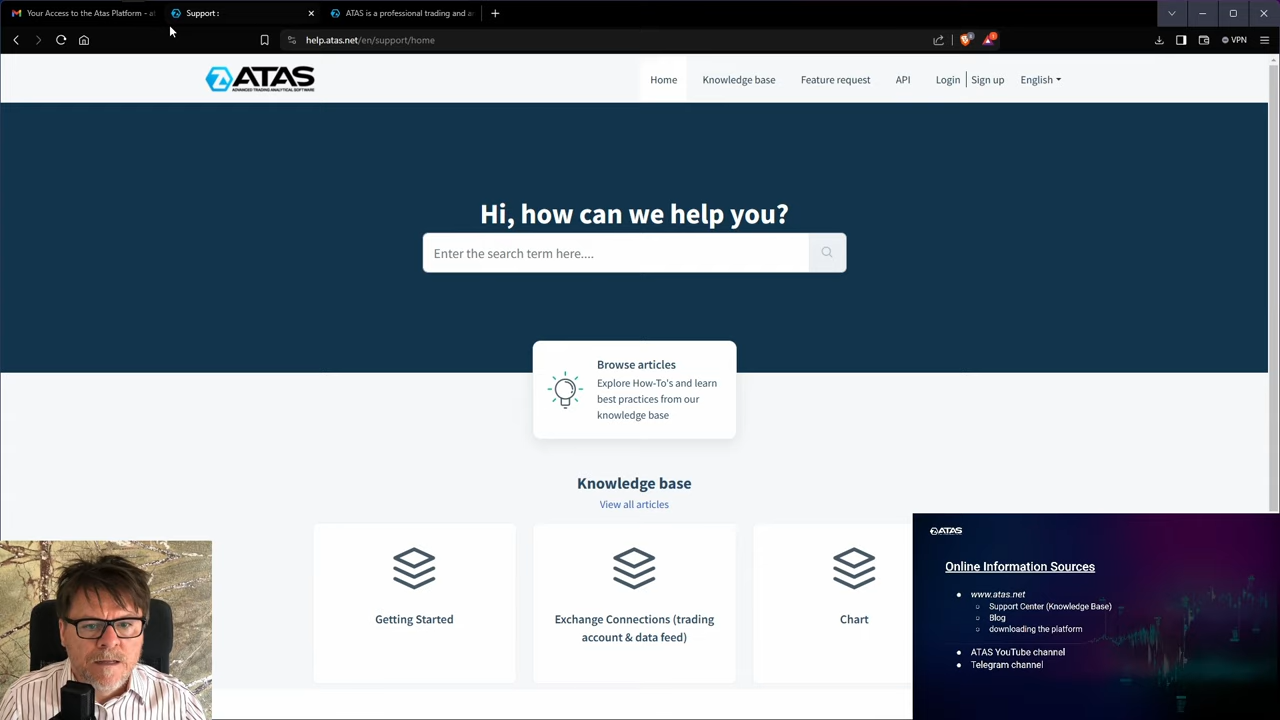 Your Access to the Atas Platform - a
Support :
ATAS is a professional trading and a
help.atas.net/en/support/home
VPN
ATAS
ADVANCED TRADING ANALYTICAL SOFTWARE
Home
Knowledge base
Feature request
API
Login
Sign up
English
Hi, how can we help you?
Enter the search term here....
Browse articles
Explore How-To's and learn
best practices from our
knowledge base
Knowledge base
View all articles
Getting Started
Exchange Connections (trading
account & data feed)
Chart
ATAS
Online Information Sources
www.atas.net
Support Center (Knowledge Base)
Blog
downloading the platform
ATAS YouTube channel
Telegram channel